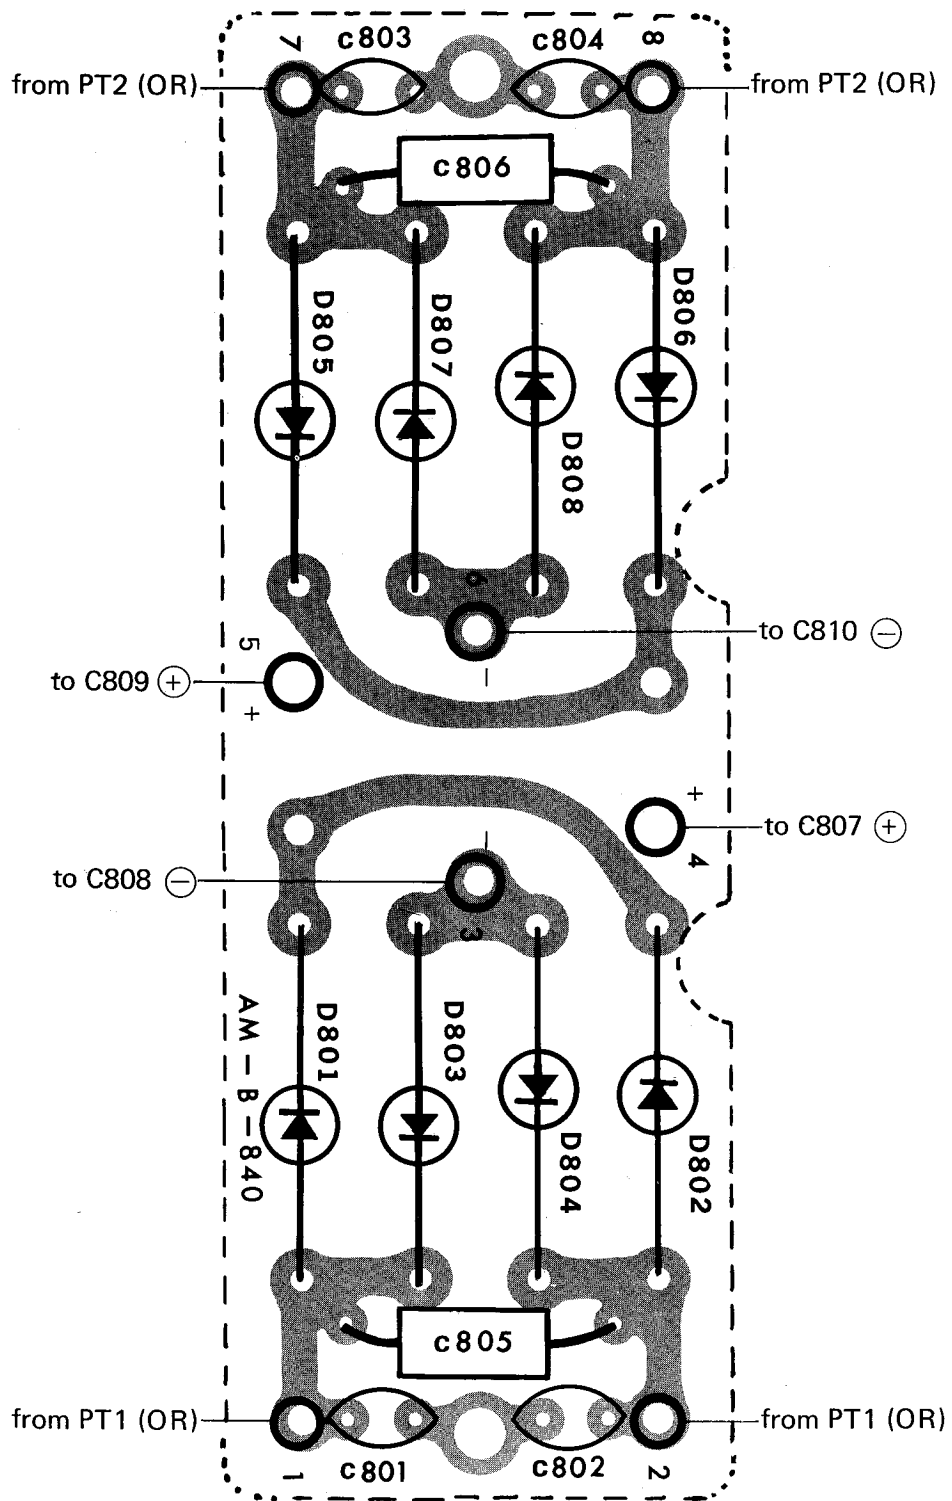 7
c803
c804
8
from PT2 (OR)
from PT2 (OR)
c806
D805
D807
D806
D808
6
to C810 ⊖
−
5
to C809 ⊕
+
+
to C807 ⊕
4
−
to C808 ⊖
3
AM-B-840
D801
D803
D804
D802
c805
from PT1 (OR)
from PT1 (OR)
1
c801
c802
2